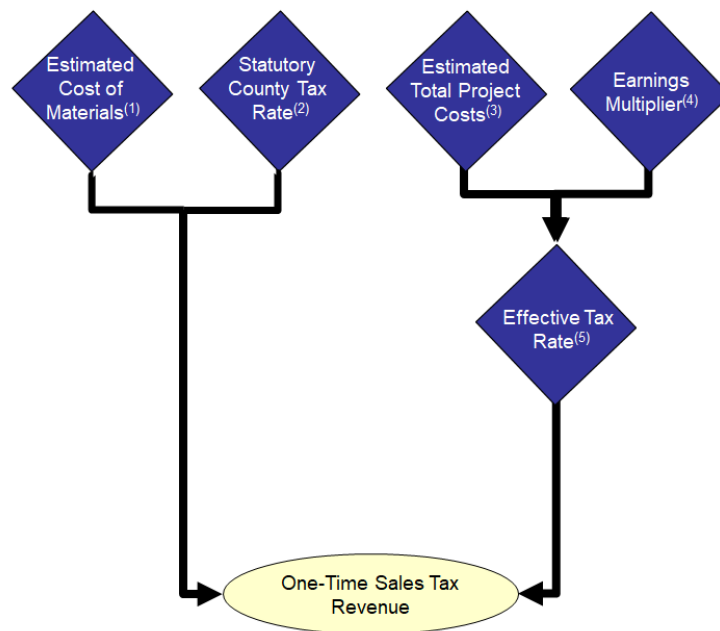 Estimated
Cost of
Materials(1)
Statutory
County Tax
Rate(2)
Estimated
Total Project
Costs(3)
Earnings
Multiplier(4)
Effective Tax
Rate(5)
One-Time Sales Tax
Revenue